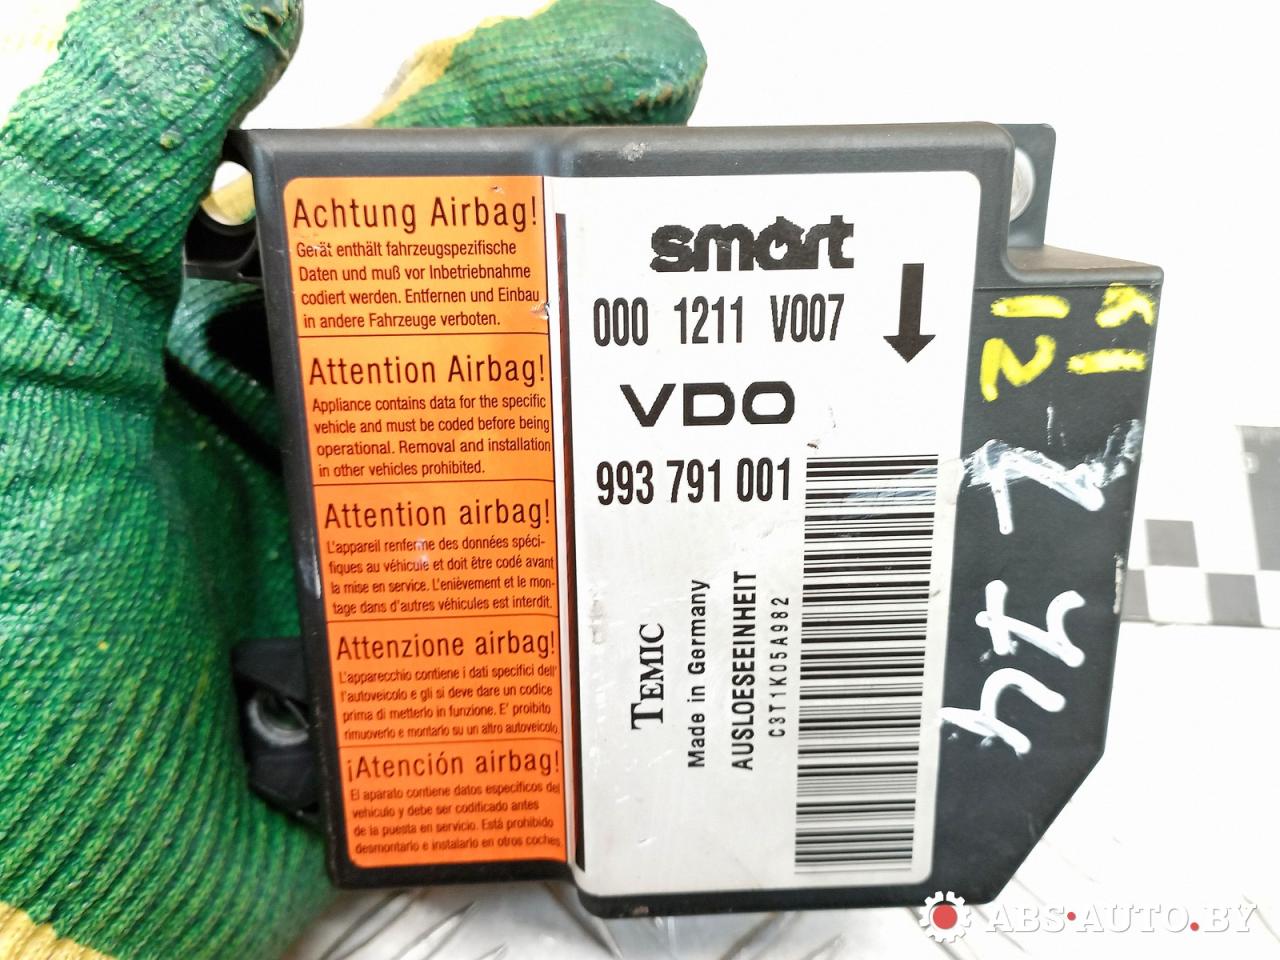 Achtung Airbag!
Gerät enthält fahrzeugspezifische
Daten und muß vor Inbetriebnahme
codiert werden. Entfernen und Einbau
in andere Fahrzeuge verboten.
Attention Airbag!
Appliance contains data for the specific
vehicle and must be coded before being
operational. Removal and installation
in other vehicles prohibited.
Attention airbag!
L'appareil renferme des données spéci-
fiques au véhicule et doit être codé avant
la mise en service. L'enièvement et le mon-
tage dans d'autres véhicules est interdit.
Attenzione airbag!
L'apparecchio contiene i dati specifici dell'
l'autoveicolo e gli si deve dare un codice
prima di metterlo in funzione. E' proibito
rimuoverlo e montarlo su un altro autoveicolo.
¡Atención airbag!
El aparato contiene datos específicos del
vehículo y debe ser codificado antes
de la puesta en servicio. Está prohibido
desmontarlo e instalarlo en otros coches.
smart
000 1211 V007
VDO
993 791 001
TEMIC
Made in Germany
AUSLOESEEINHEIT
C3T1K05A982
ABS-AUTO.BY